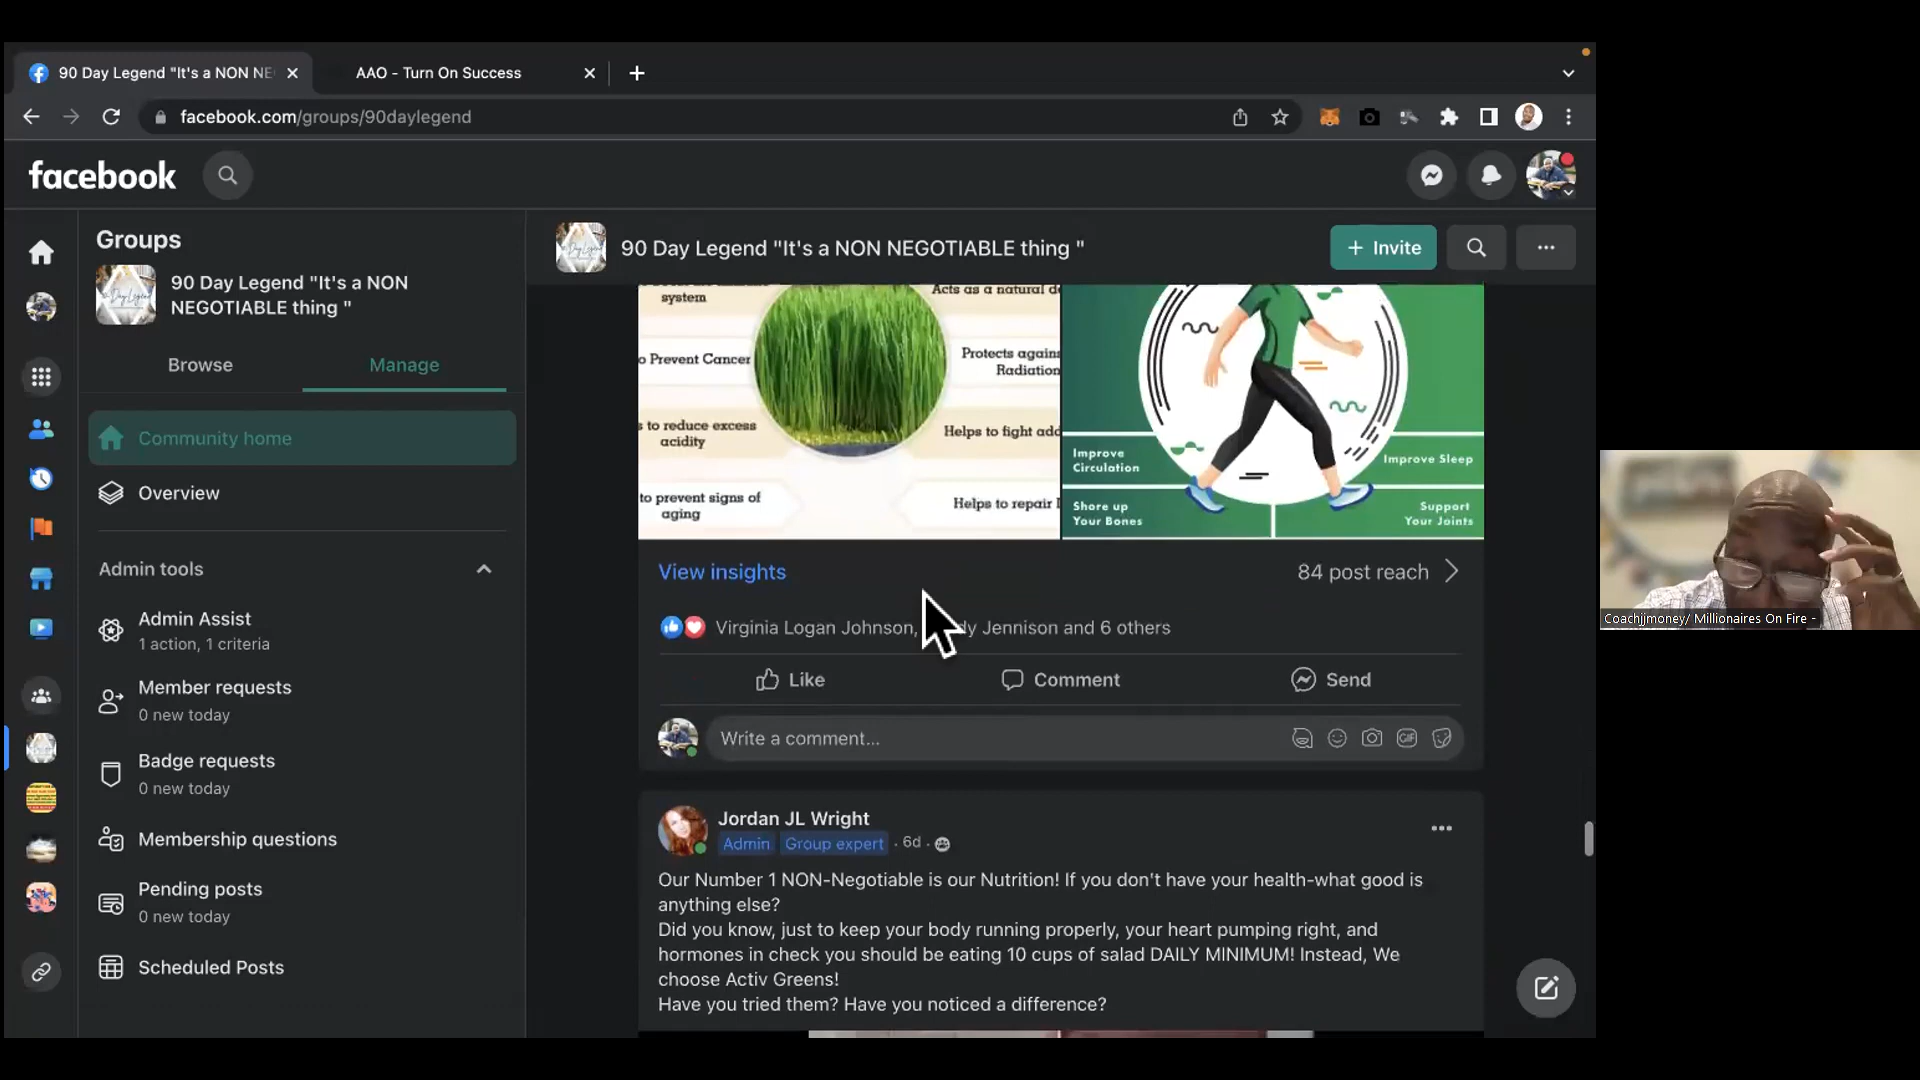 90 Day Legend "It's a NON NE
AAO - Turn On Success
facebook.com/groups/90daylegend
facebook
Groups
90 Day Legend "It's a NON
NEGOTIABLE thing "
Browse
Manage
Community home
Overview
Admin tools
Admin Assist
1 action, 1 criteria
Member requests
0 new today
Badge requests
0 new today
Membership questions
Pending posts
0 new today
Scheduled Posts
90 Day Legend "It's a NON NEGOTIABLE thing "
+ Invite
system
Acts as a natural de
o Prevent Cancer
Protects again
Radiation
s to reduce excess
acidity
Helps to fight add
to prevent signs of
aging
Helps to repair
Improve
Circulation
Improve Sleep
Shore up
Your Bones
Support
Your Joints
View insights
84 post reach
Virginia Logan Johnson, y Jennison and 6 others
Like
Comment
Send
Write a comment...
GIF
Jordan JL Wright
Admin
Group expert
· 6d ·
Our Number 1 NON-Negotiable is our Nutrition! If you don't have your health-what good is
anything else?
Did you know, just to keep your body running properly, your heart pumping right, and
hormones in check you should be eating 10 cups of salad DAILY MINIMUM! Instead, We
choose Activ Greens!
Have you tried them? Have you noticed a difference?
Coachjjmoney/ Millionaires On Fire -